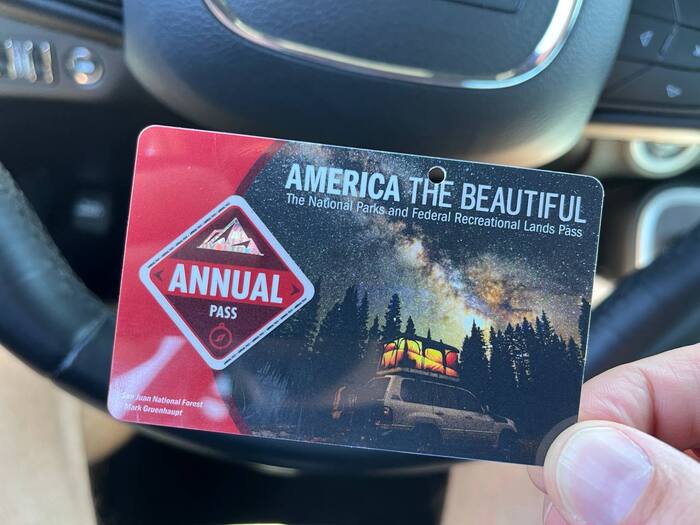 AMERICA THE BEAUTIFUL
The National Parks and Federal Recreational Lands Pass
ANNUAL
PASS
San Juan National Forest
Mark Gruenhaupt